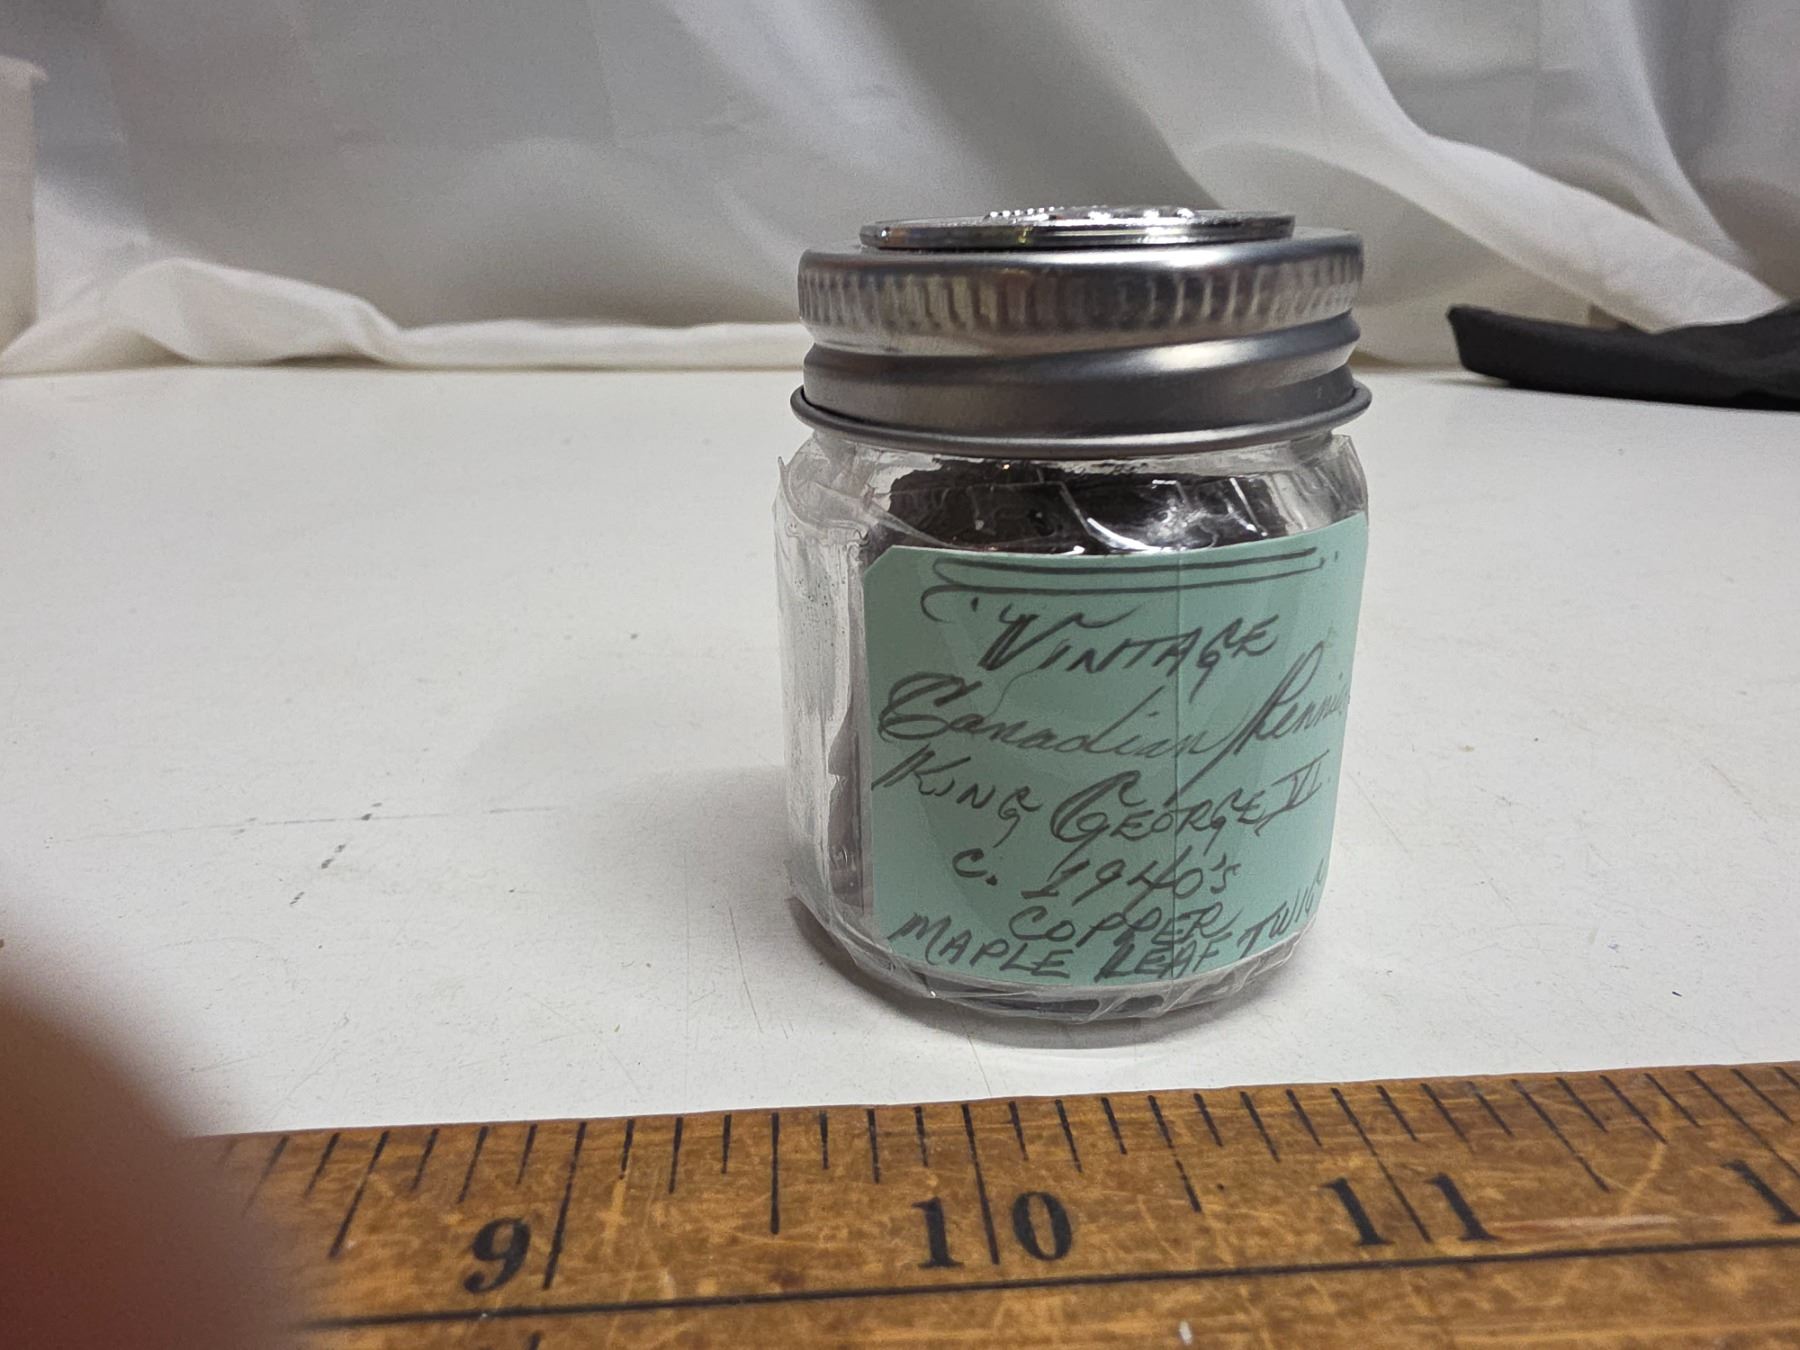 VINTAGE
Canadian Pennies
KING GEORGE VI.
c. 1940's
COPPER
MAPLE LEAF TWIG
9 10 11